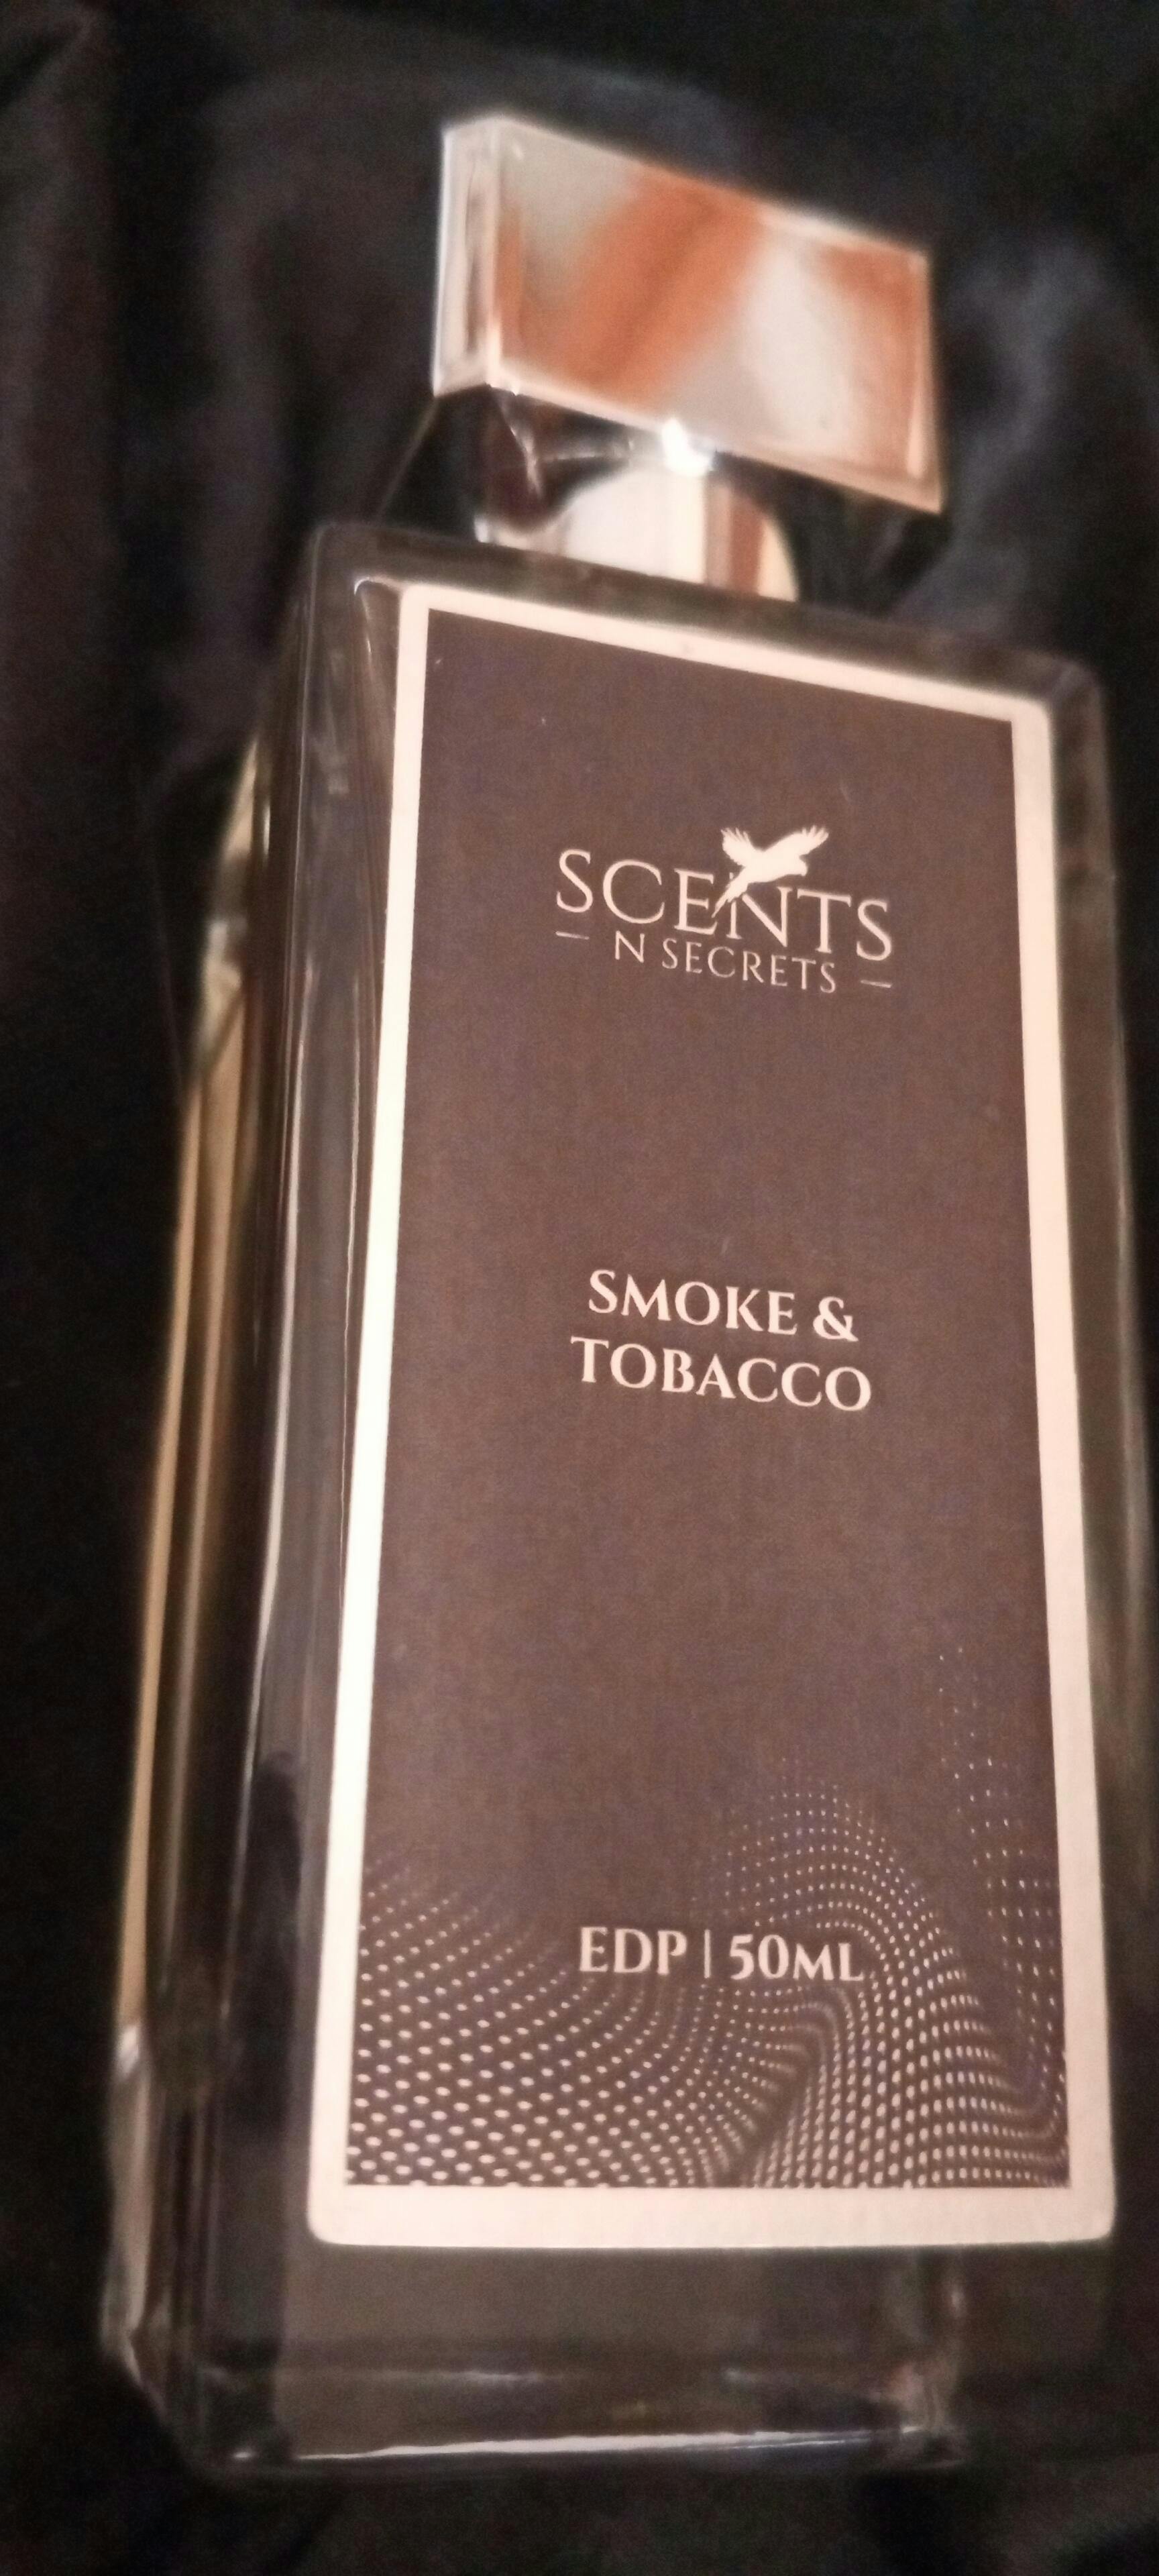 SCENTS
— N SECRETS —
SMOKE &
TOBACCO
EDP | 50ML